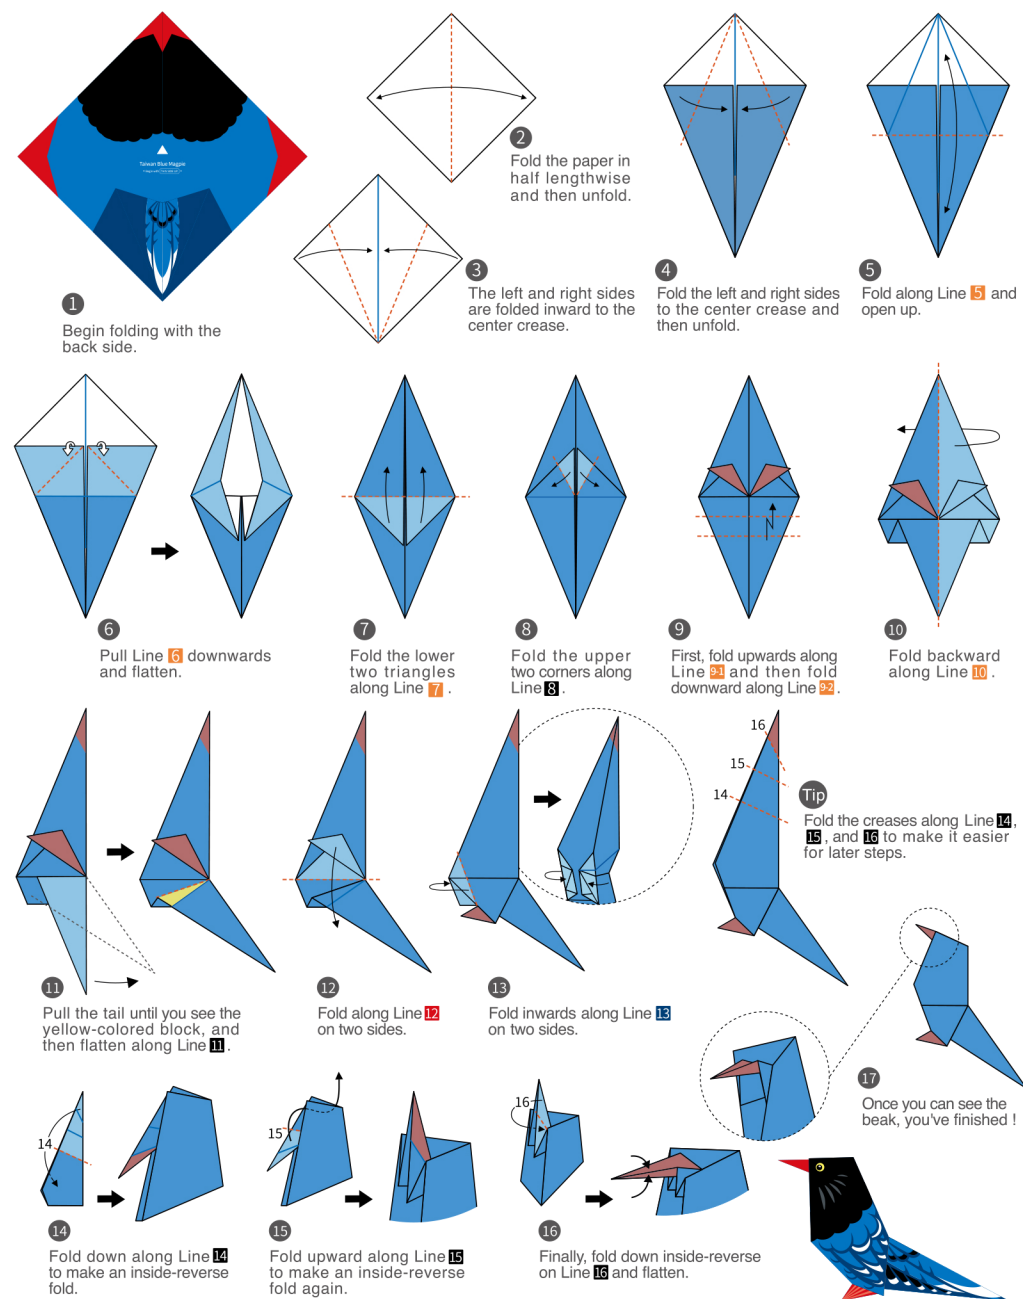 Taiwan Blue Magpie
1
Begin folding with the
back side.
2
Fold the paper in
half lengthwise
and then unfold.
3
The left and right sides
are folded inward to the
center crease.
4
Fold the left and right sides
to the center crease and
then unfold.
5
Fold along Line 5 and
open up.
6
Pull Line 6 downwards
and flatten.
7
Fold the lower
two triangles
along Line 7 .
8
Fold the upper
two corners along
Line 8 .
9
First, fold upwards along
Line 9-1 and then fold
downward along Line 9-2 .
10
Fold backward
along Line 10 .
11
Pull the tail until you see the
yellow-colored block, and
then flatten along Line 11 .
12
Fold along Line 12
on two sides.
13
Fold inwards along Line 13
on two sides.
16
15
14
Tip
Fold the creases along Line 14 ,
15 , and 16 to make it easier
for later steps.
17
Once you can see the
beak, you've finished !
14
14
Fold down along Line 14
to make an inside-reverse
fold.
15
15
Fold upward along Line 15
to make an inside-reverse
fold again.
16
16
Finally, fold down inside-reverse
on Line 16 and flatten.